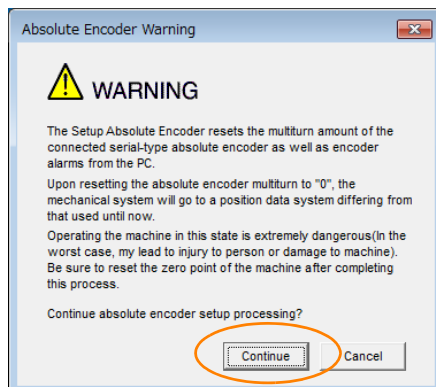 Absolute Encoder Warning
WARNING
The Setup Absolute Encoder resets the multiturn amount of the
connected serial-type absolute encoder as well as encoder
alarms from the PC.
Upon resetting the absolute encoder multiturn to "0", the
mechanical system will go to a position data system differing from
that used until now.
Operating the machine in this state is extremely dangerous(In the
worst case, my lead to injury to person or damage to machine).
Be sure to reset the zero point of the machine after completing
this process.
Continue absolute encoder setup processing?
Continue
Cancel